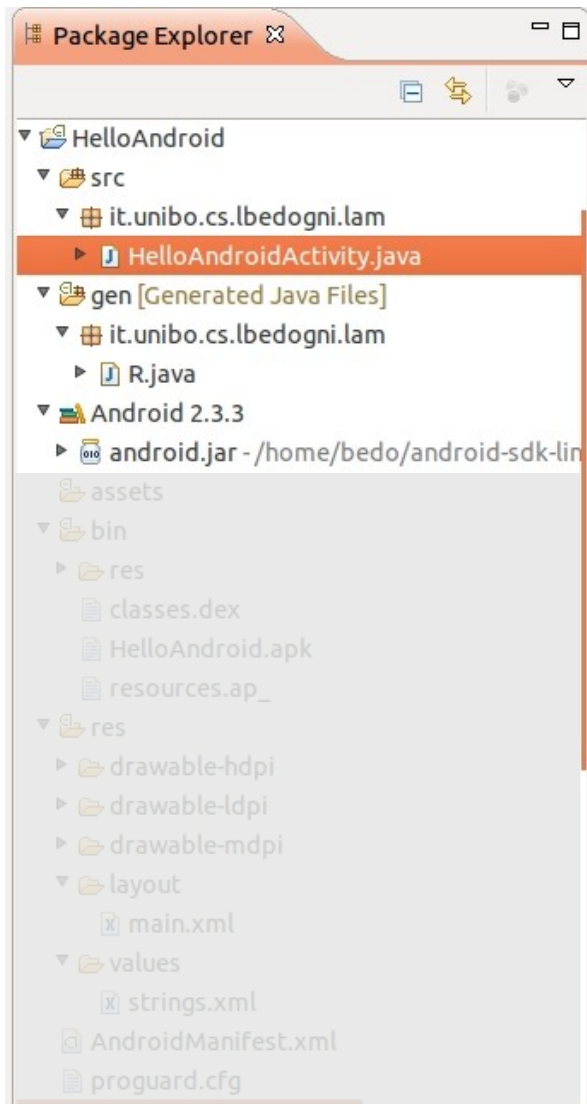 Package Explorer
HelloAndroid
src
it.unibo.cs.lbedogni.lam
HelloAndroidActivity.java
gen [Generated Java Files]
it.unibo.cs.lbedogni.lam
R.java
Android 2.3.3
android.jar - /home/bedo/android-sdk-lin
assets
bin
res
classes.dex
HelloAndroid.apk
resources.ap_
res
drawable-hdpi
drawable-ldpi
drawable-mdpi
layout
main.xml
values
strings.xml
AndroidManifest.xml
proguard.cfg